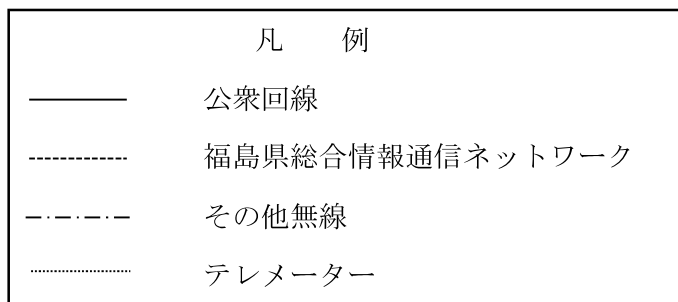 凡　　例
公衆回線
福島県総合情報通信ネットワーク
その他無線
テレメーター